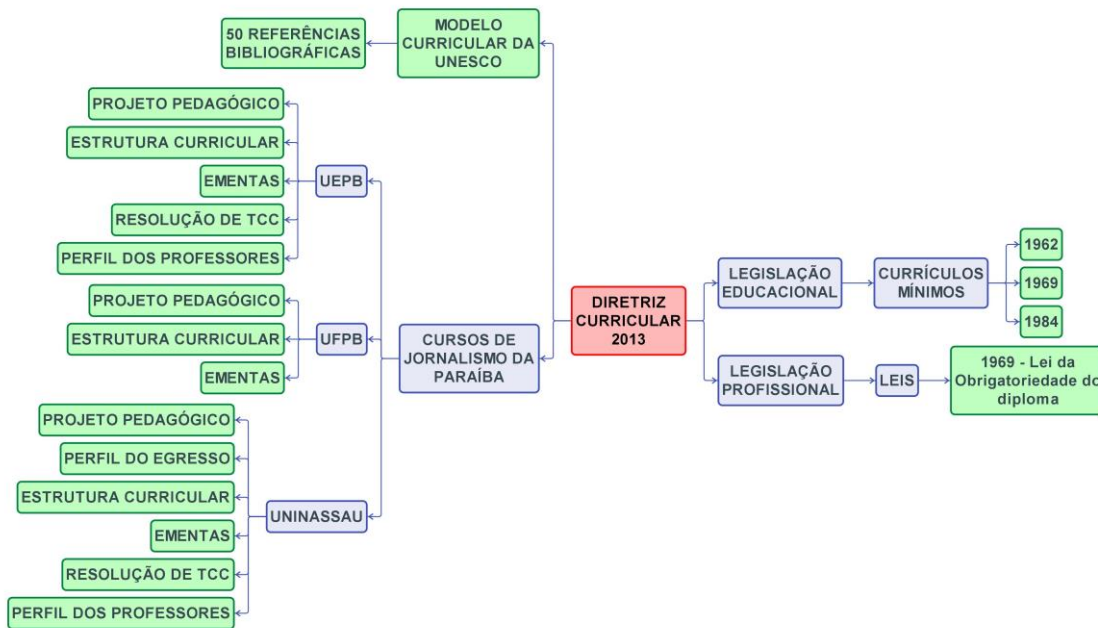 50 REFERÊNCIAS
BIBLIOGRÁFICAS
MODELO
CURRICULAR DA
UNESCO
PROJETO PEDAGÓGICO
ESTRUTURA CURRICULAR
EMENTAS
RESOLUÇÃO DE TCC
PERFIL DOS PROFESSORES
UEPB
PROJETO PEDAGÓGICO
ESTRUTURA CURRICULAR
EMENTAS
UFPB
PROJETO PEDAGÓGICO
PERFIL DO EGRESSO
ESTRUTURA CURRICULAR
EMENTAS
RESOLUÇÃO DE TCC
PERFIL DOS PROFESSORES
UNINASSAU
CURSOS DE
JORNALISMO DA
PARAÍBA
DIRETRIZ
CURRICULAR
2013
LEGISLAÇÃO
EDUCACIONAL
CURRÍCULOS
MÍNIMOS
1962
1969
1984
LEGISLAÇÃO
PROFISSIONAL
LEIS
1969 - Lei da
Obrigatoriedade do
diploma